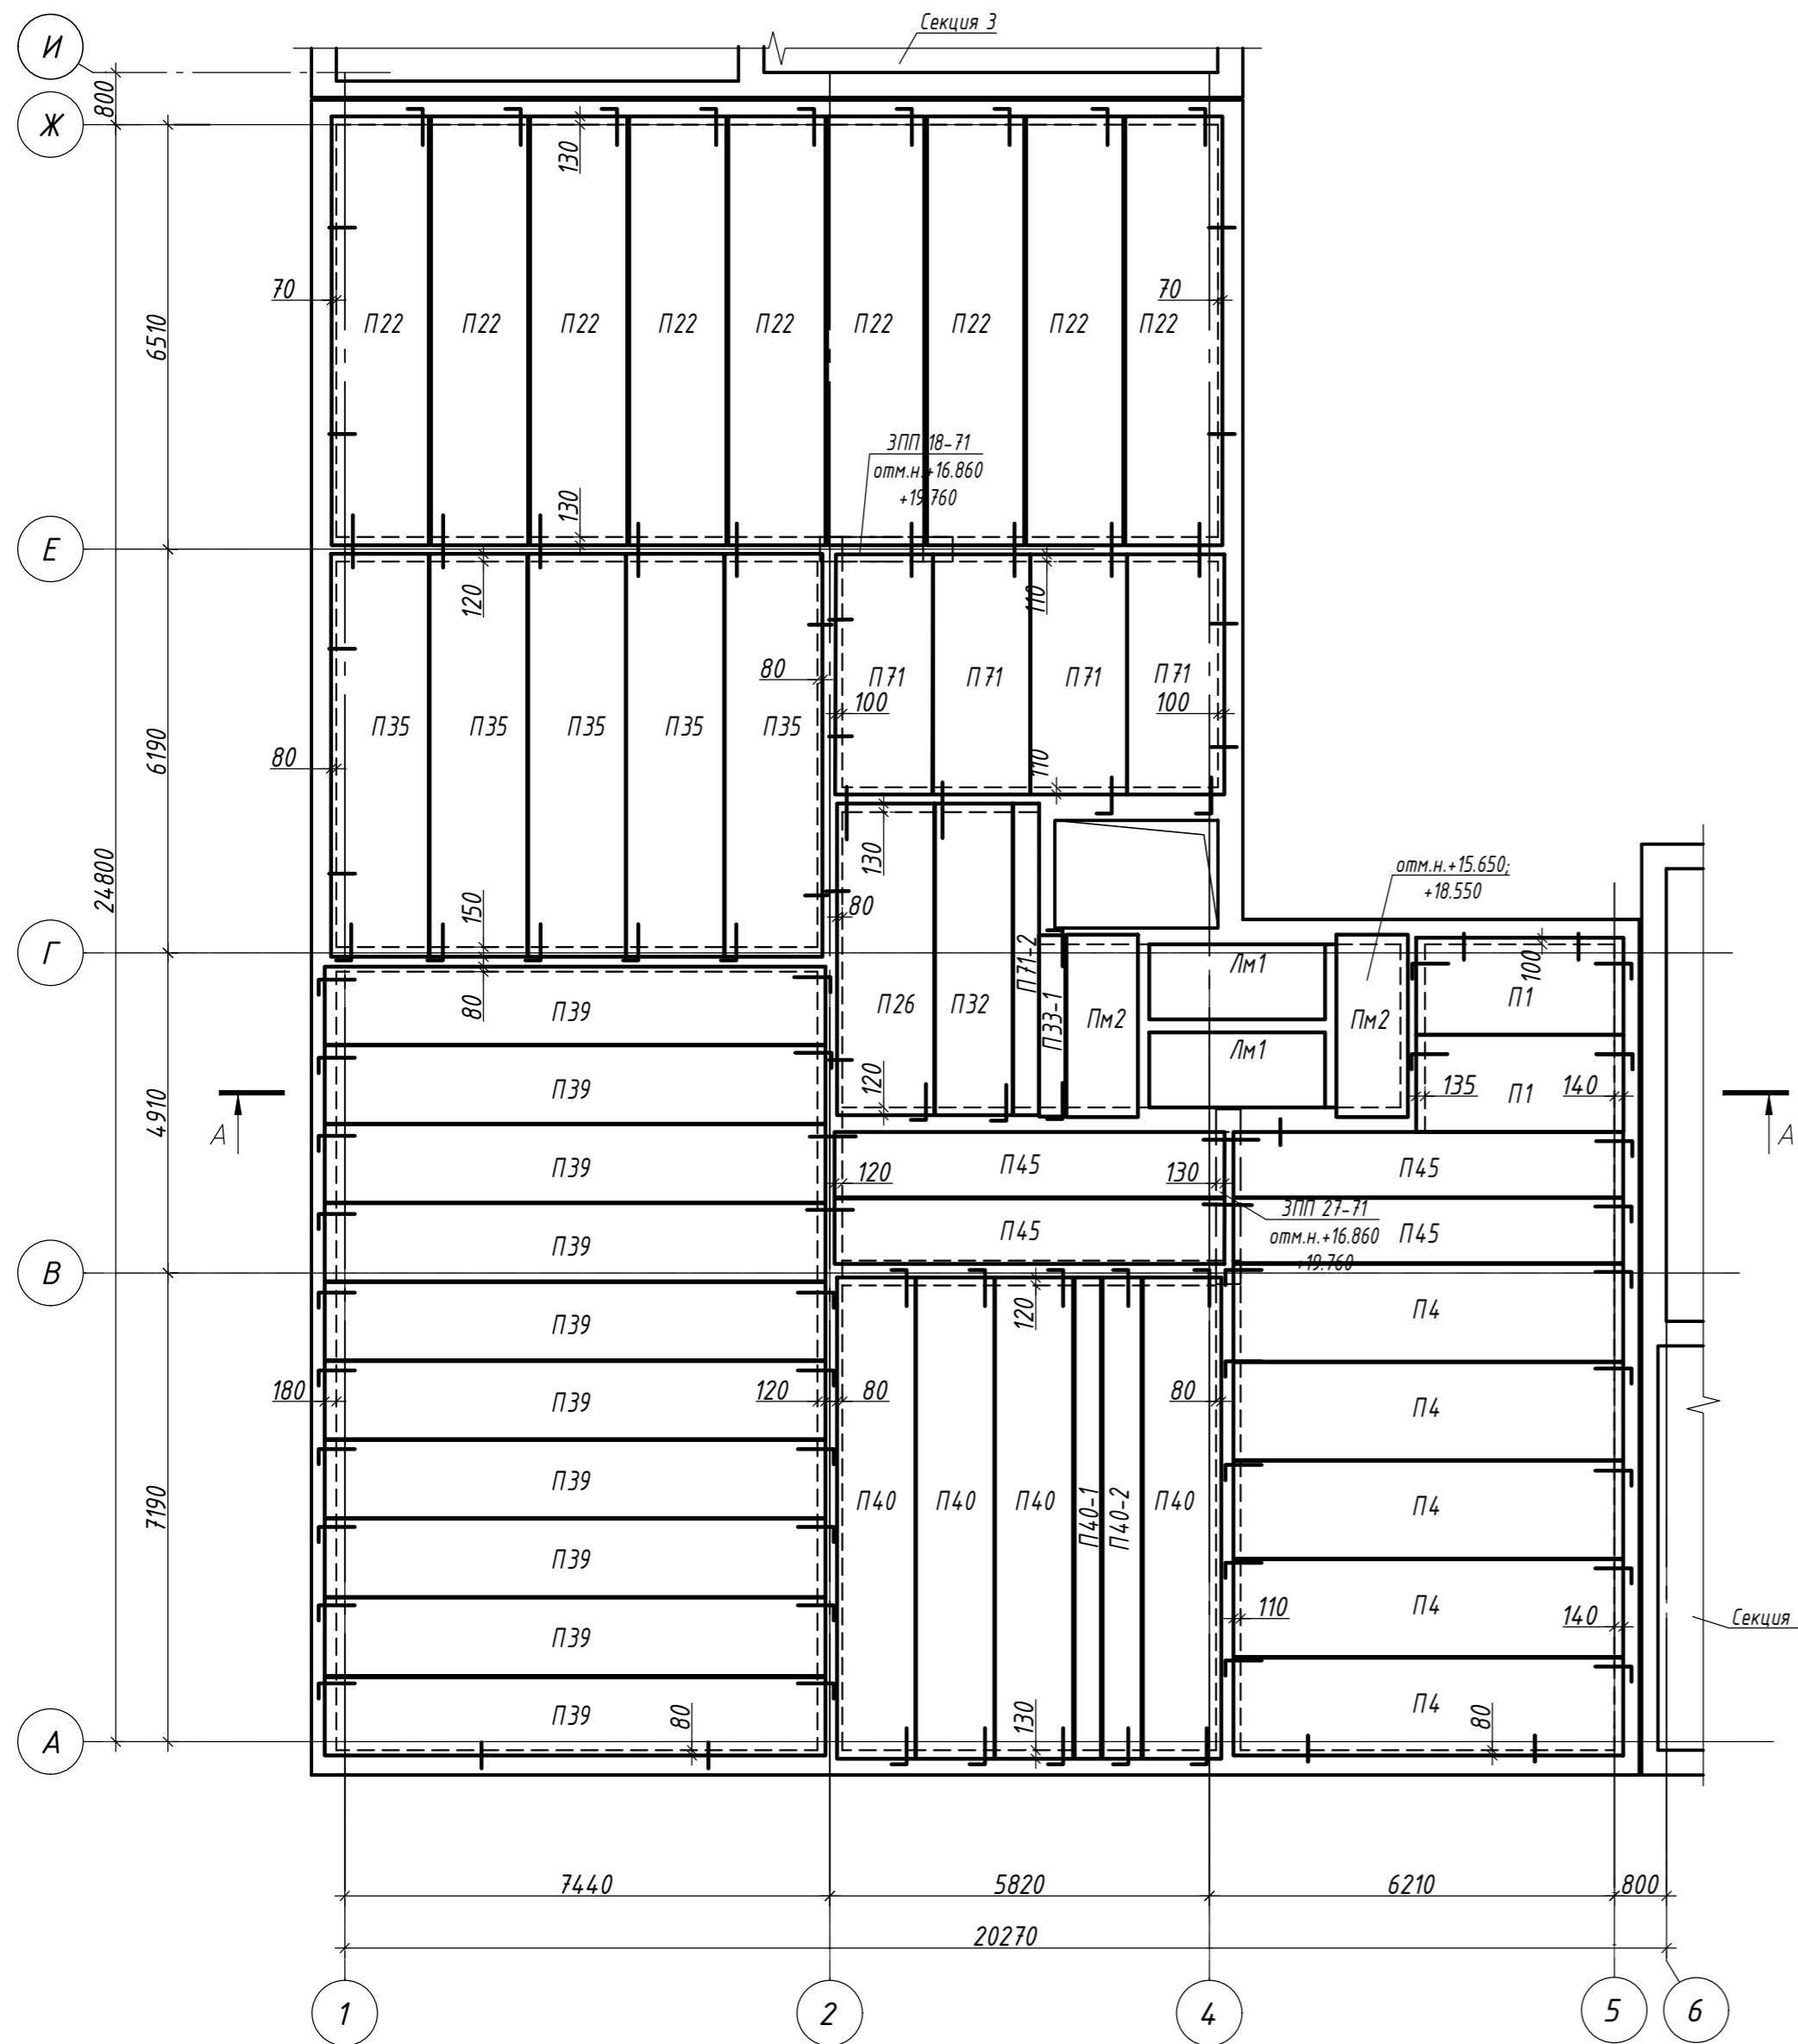 Секция 3
И
800
Ж
130
70
70
6510
П22 П22 П22 П22 П22 П22 П22 П22 П22
ЗПП 18-71
отм.н.+16.860
+19.760
130
Е
120
110
80
П71 П71 П71 П71
100
100
П35 П35 П35 П35 П35
6190
80
110
24800
130
отм.н.+15.650;
+18.550
150
80
Г
80
100
П39
П26 П32 П71-2 П33-1 Пм2
Лм1
Пм2
П1
Лм1
П39
120
135
П1
140
4910
А
А
П39
120
П45
130
П45
ЗПП 27-71
отм.н.+16.860
+19.760
П39
П45
П45
В
120
П39
П4
180
120
80
80
П39
П4
7190
П39
П40 П40 П40 П40-1 П40-2 П40
П4
П39
110
П4
140
Секция
П39
П39
80
130
П4
80
А
7440
5820
6210
800
20270
1
2
4
5
6